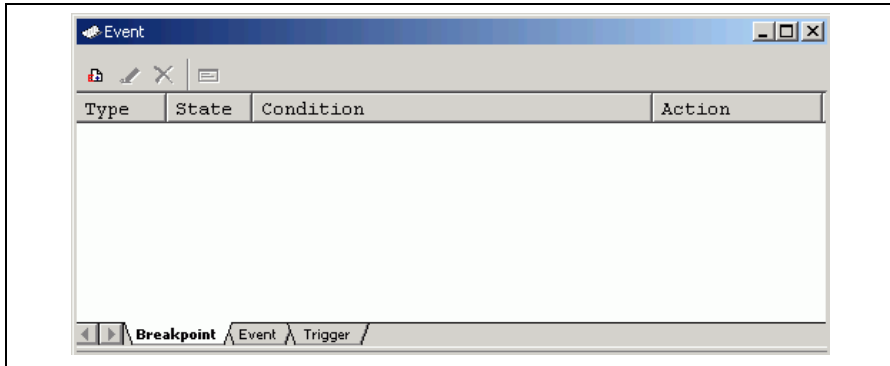 Event
Type State Condition Action
Breakpoint Event Trigger